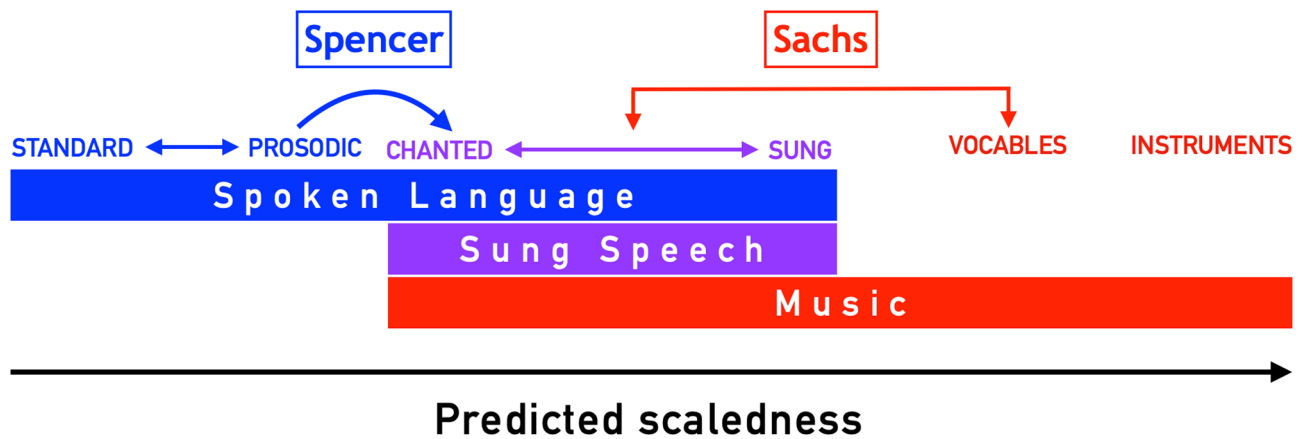 Spencer Sachs
STANDARD PROSODIC CHANTED SUNG VOCABLES INSTRUMENTS
Spoken Language
Sung Speech
Music
Predicted scaledness